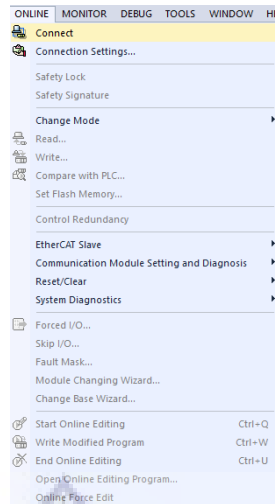 ONLINE MONITOR DEBUG TOOLS WINDOW
Connect
Connection Settings...
Safety Lock
Safety Signature
Change Mode
Read...
Write...
Compare with PLC...
Set Flash Memory...
Control Redundancy
EtherCAT Slave
Communication Module Setting and Diagnosis
Reset/Clear
System Diagnostics
Forced I/O...
Skip I/O...
Fault Mask...
Module Changing Wizard...
Change Base Wizard...
Start Online Editing Ctrl+Q
Write Modified Program Ctrl+W
End Online Editing Ctrl+U
Open Online Editing Program...
Online Force Edit